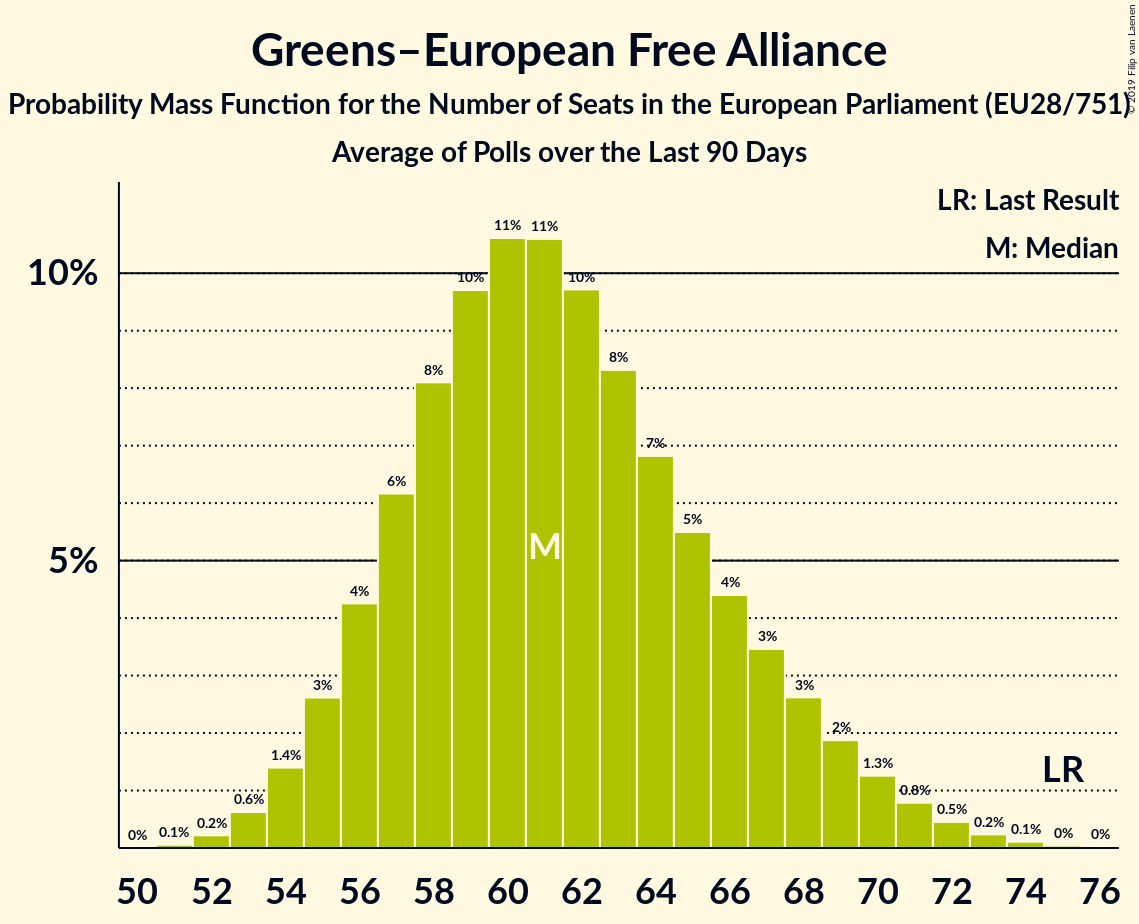 Greens–European Free Alliance
Probability Mass Function for the Number of Seats in the European Parliament (EU28/751)
Average of Polls over the Last 90 Days
© 2019 Filip van Laenen
LR: Last Result
M: Median
10%
5%
0% 0.1% 0.2% 0.6% 1.4% 3% 4% 6% 8% 10% 11% 11% 10% 8% 7% 5% 4% 3% 3% 2% 1.3% 0.8% 0.5% 0.2% 0.1% 0% 0%
M
LR
50 52 54 56 58 60 62 64 66 68 70 72 74 76